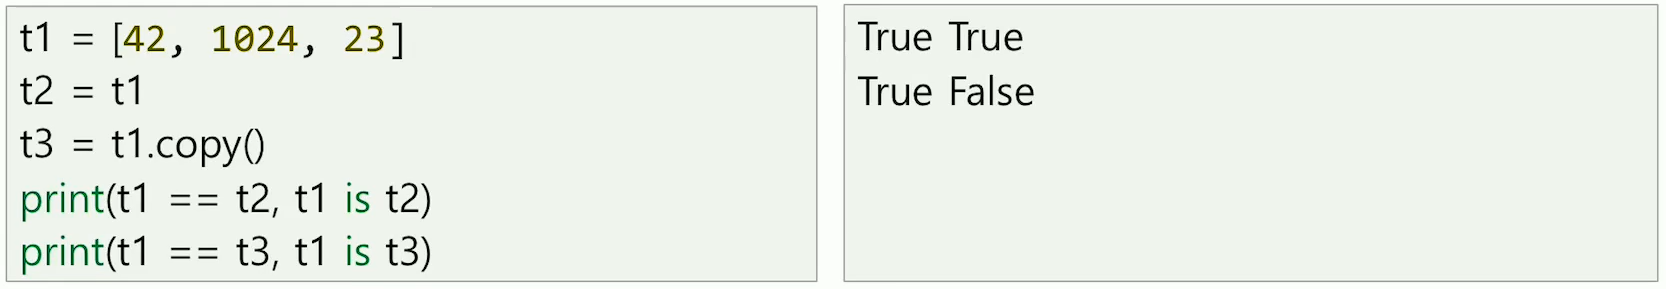 t1 = [42, 1024, 23]
t2 = t1
t3 = t1.copy()
print(t1 == t2, t1 is t2)
print(t1 == t3, t1 is t3)
True True
True False